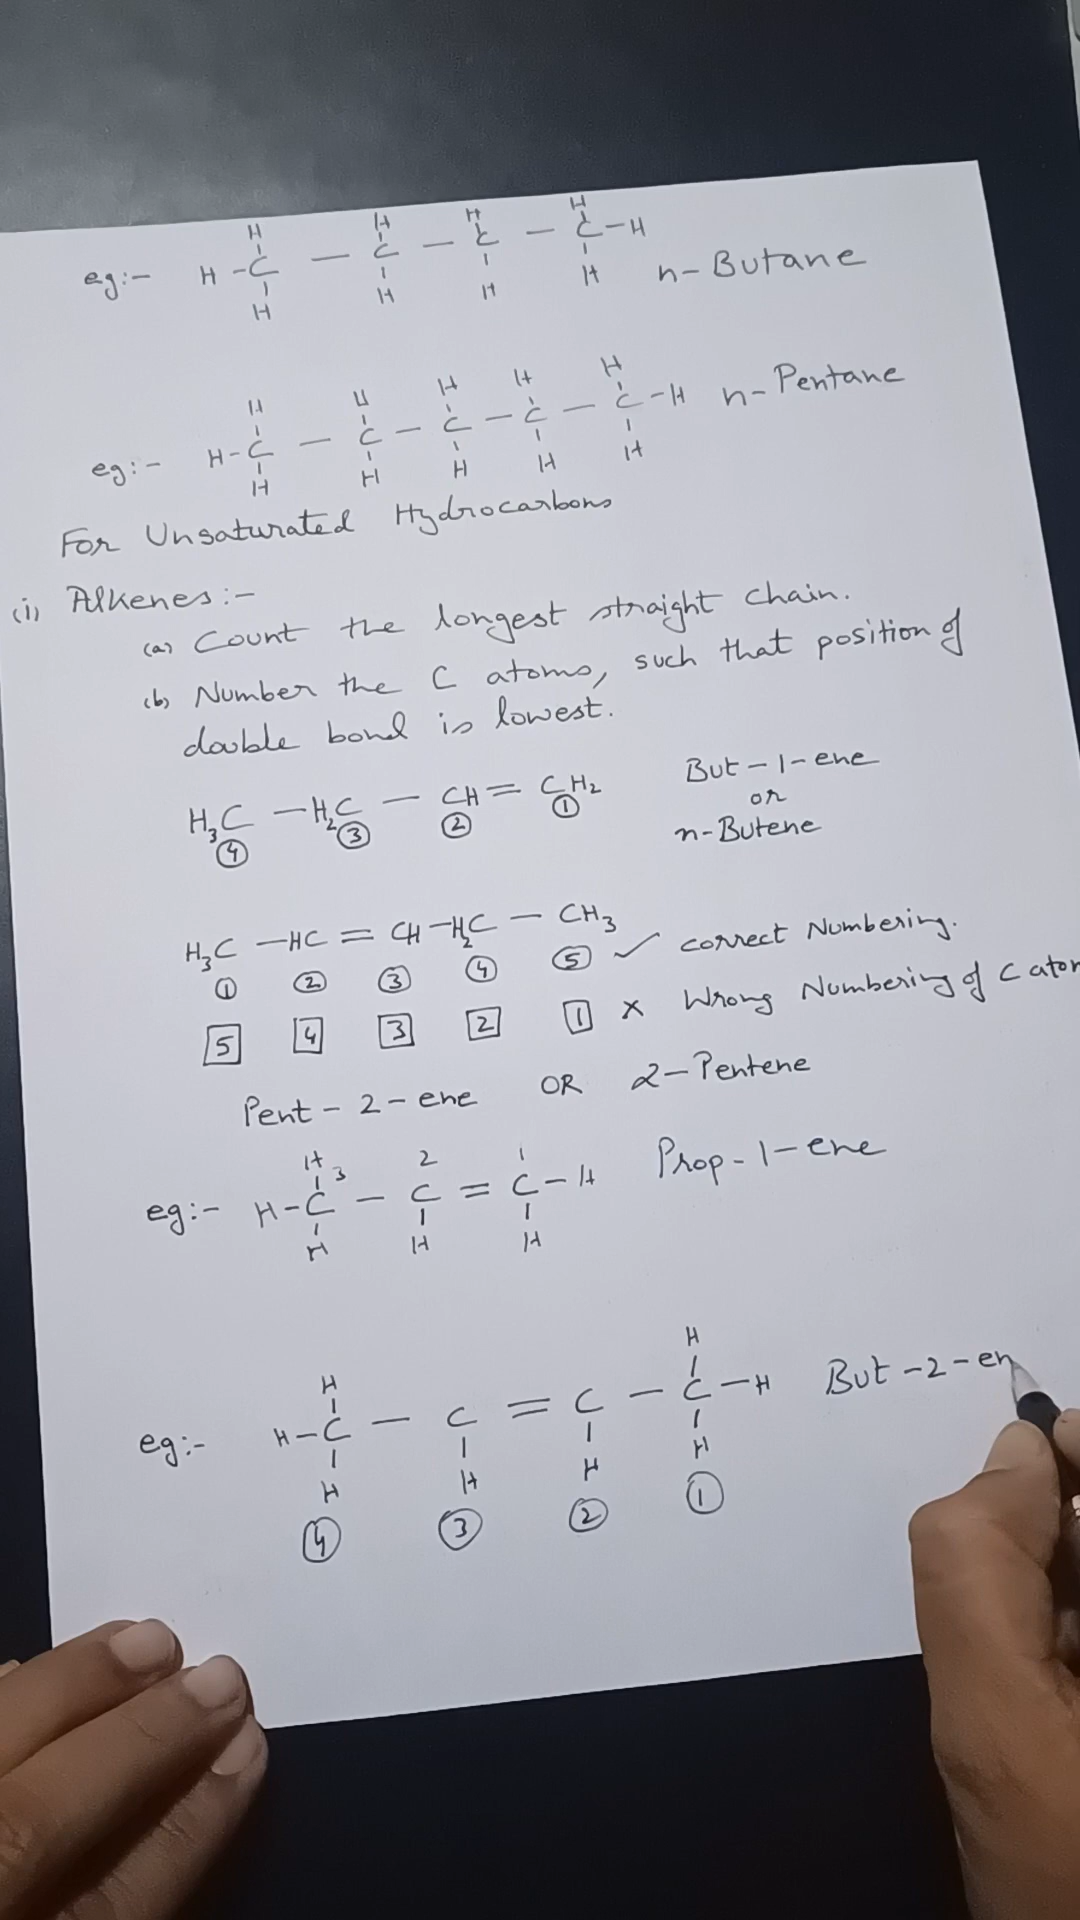 H H H H
eg:- H - C — C — C — C - H
H H H H n- Butane
H H H H H
eg:- H - C — C — C — C — C - H n- Pentane
H H H H H
For Unsaturated Hydrocarbons
(i) Alkenes:-
(a) Count the longest straight chain.
(b) Number the C atoms, such that position of
double bond is lowest.
H3C — H2C — CH = CH2 But - 1 - ene
4 3 2 1 or
n- Butene
H3C — HC = CH - H2C — CH3
1 2 3 4 5 ✓ correct Numbering.
5 4 3 2 1 x Wrong Numbering of C ator
Pent - 2 - ene OR 2 - Pentene
H 3 2 1
eg:- H - C — C = C - H Prop - 1 - ene
H H H
H H
eg:- H - C — C = C — C - H But - 2 - en
H H H H
4 3 2 1